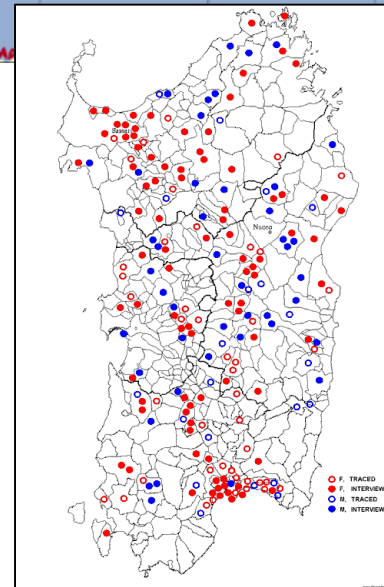 Sassari
Nuoro
F, TRACED
F, INTERVIEW
M, TRACED
M, INTERVIEW